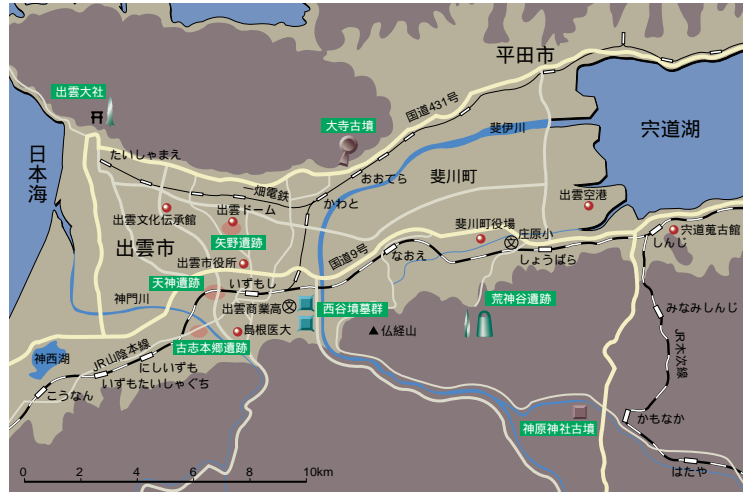 平田市
出雲大社
国道431号
大寺古墳
斐伊川
宍道湖
日本海
たいしゃまえ
おおてら
斐川町
一畑電鉄
かわと
出雲空港
出雲文化伝承館
出雲ドーム
斐川町役場
庄原小
宍道蒐古館
しんじ
出雲市
矢野遺跡
国道9号
なおえ
しょうばら
出雲市役所
天神遺跡
いずもし
荒神谷遺跡
神門川
出雲商業高
西谷墳墓群
みなみしんじ
島根医大
仏経山
古志本郷遺跡
JR木次線
神西湖
JR山陰本線
にしいずも
いずもたいしゃぐち
こうなん
神原神社古墳
かもなか
はたや
0 2 4 6 8 10km